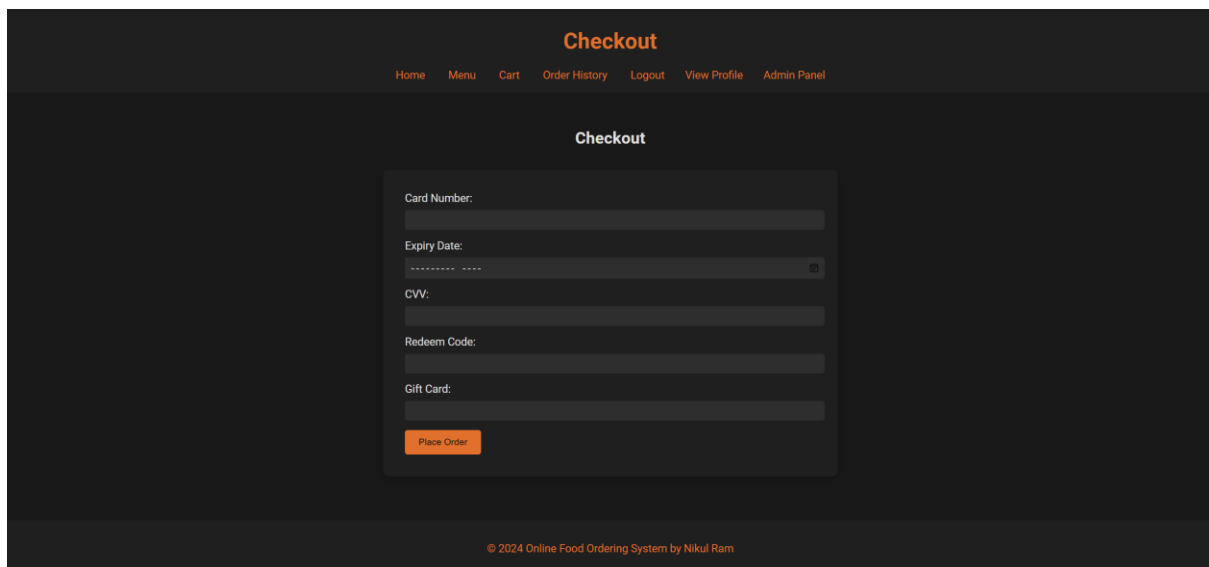 Checkout
Home Menu Cart Order History Logout View Profile Admin Panel
Checkout
Card Number:
Expiry Date:
--------- ----
CVV:
Redeem Code:
Gift Card:
Place Order
© 2024 Online Food Ordering System by Nikul Ram